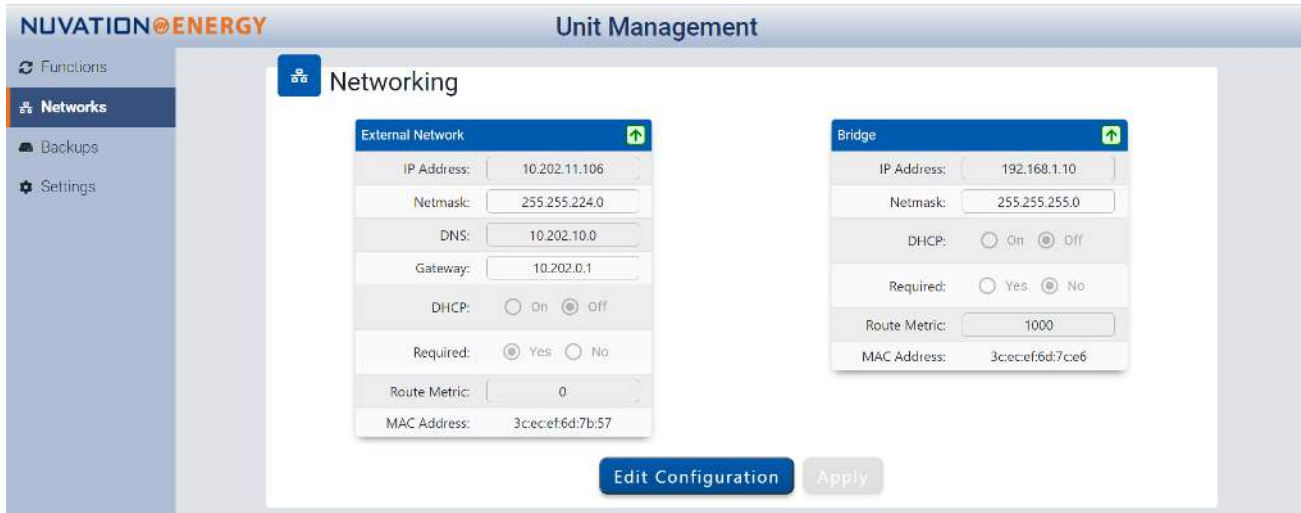 NUVATION ENERGY
Unit Management
Functions
Networks
Backups
Settings
Networking
External Network
IP Address: 10.202.11.106
Netmask: 255.255.224.0
DNS: 10.202.10.0
Gateway: 10.202.0.1
DHCP: On Off
Required: Yes No
Route Metric: 0
MAC Address: 3c:ec:ef:6d:7b:57
Bridge
IP Address: 192.168.1.10
Netmask: 255.255.255.0
DHCP: On Off
Required: Yes No
Route Metric: 1000
MAC Address: 3c:ec:ef:6d:7c:e6
Edit Configuration
Apply